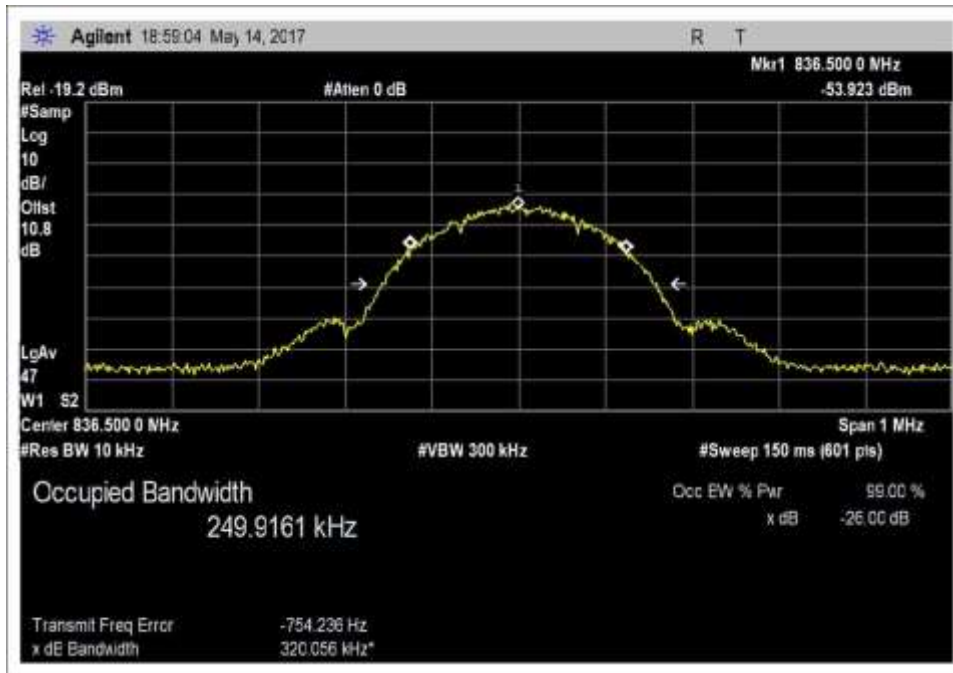 Agilent 18:59:04 May 14, 2017 R T
Mkr1 836.500 0 MHz
Ref -19.2 dBm #Atten 0 dB -53.923 dBm
#Samp
Log
10
dB/
Offst
10.8
dB
1
LgAv
47
W1 S2
Center 836.500 0 MHz Span 1 MHz
#Res BW 10 kHz #VBW 300 kHz #Sweep 150 ms (601 pts)
Occupied Bandwidth Occ BW % Pwr 99.00 %
249.9161 kHz x dB -26.00 dB
Transmit Freq Error -754.236 Hz
x dB Bandwidth 320.056 kHz*